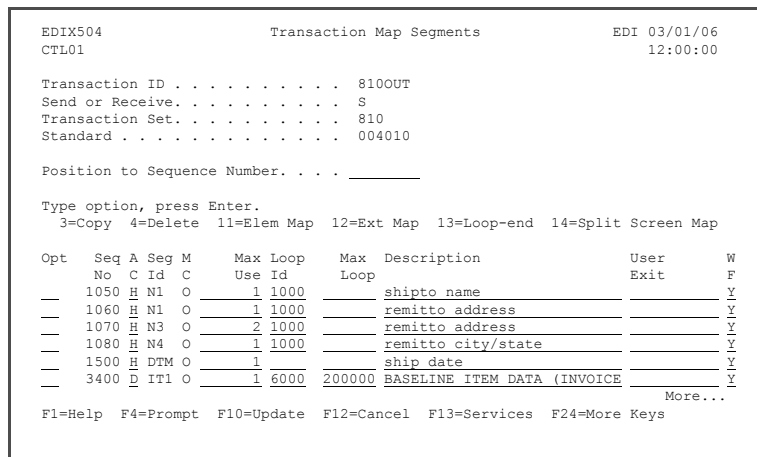 EDIX504 Transaction Map Segments EDI 03/01/06
CTL01 12:00:00
Transaction ID . . . . . . . . . . 810OUT
Send or Receive. . . . . . . . . . S
Transaction Set. . . . . . . . . . 810
Standard . . . . . . . . . . . . . 004010
Position to Sequence Number. . . .
Type option, press Enter.
3=Copy 4=Delete 11=Elem Map 12=Ext Map 13=Loop-end 14=Split Screen Map
Opt Seq A Seg M Max Loop Max Description User W
No C Id C Use Id Loop Exit F
1050 H N1 O 1 1000 shipto name Y
1060 H N1 O 1 1000 remitto address Y
1070 H N3 O 2 1000 remitto address Y
1080 H N4 O 1 1000 remitto city/state Y
1500 H DTM O 1 ship date Y
3400 D IT1 O 1 6000 200000 BASELINE ITEM DATA (INVOICE Y
More...
F1=Help F4=Prompt F10=Update F12=Cancel F13=Services F24=More Keys